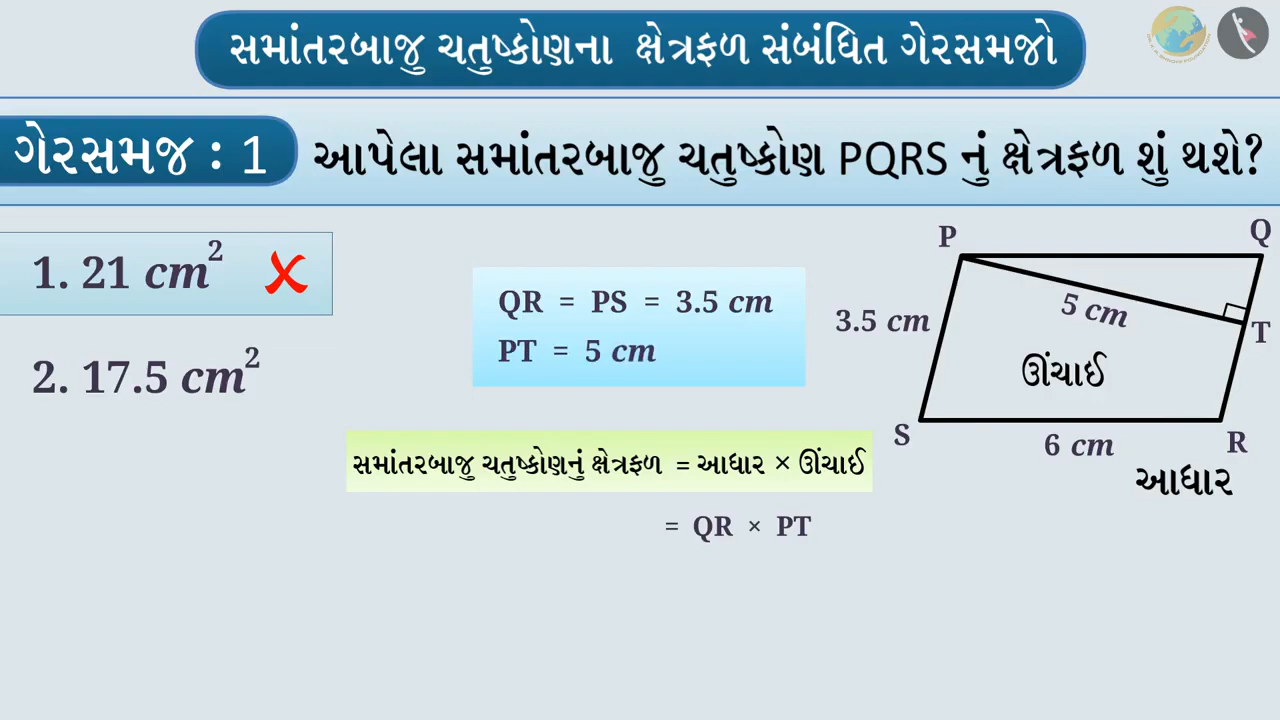 સમાંતરબાજુ ચતુષ્કોણના ક્ષેત્રફળ સંબંધિત ગેરસમજો
ગેરસમજ : 1
આપેલા સમાંતરબાજુ ચતુષ્કોણ PQRS નું ક્ષેત્રફળ શું થશે?
1. 21 cm² X
2. 17.5 cm²
QR = PS = 3.5 cm
PT = 5 cm
P
Q
3.5 cm
5 cm
T
ઊંચાઈ
S
6 cm
R
આધાર
સમાંતરબાજુ ચતુષ્કોણનું ક્ષેત્રફળ = આધાર × ઊંચાઈ
= QR × PT